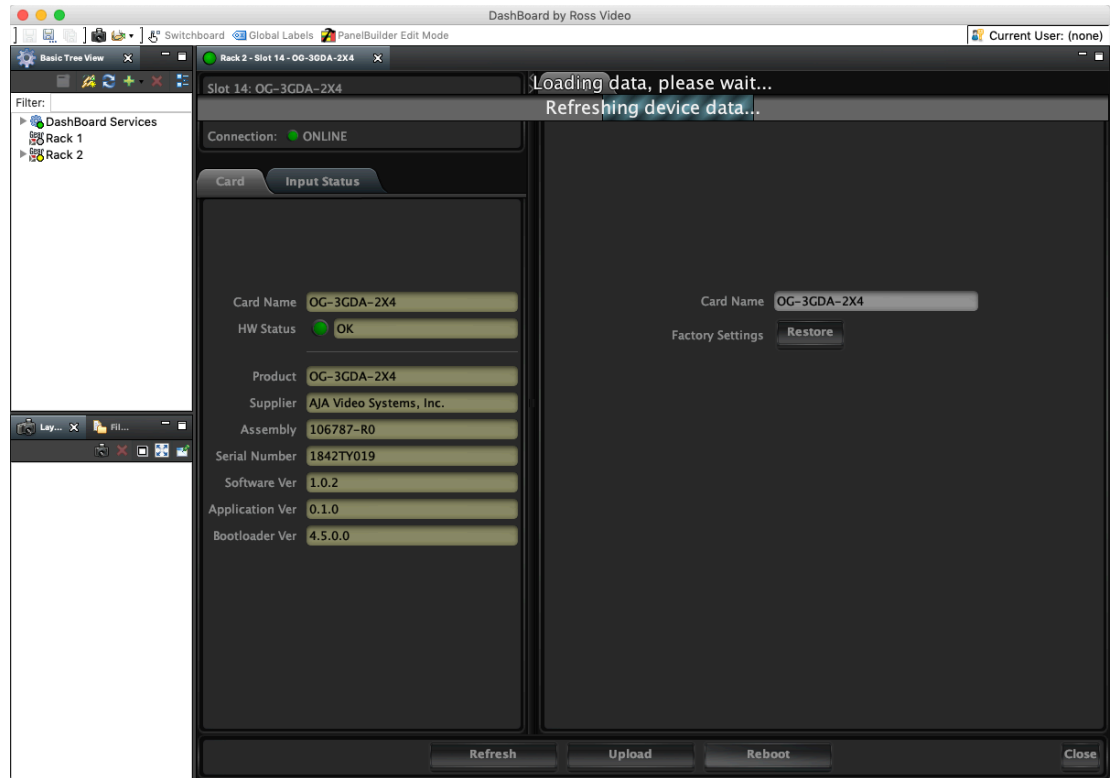 DashBoard by Ross Video
Switchboard Global Labels PanelBuilder Edit Mode
Current User: (none)
Basic Tree View
Rack 2 - Slot 14 - OG-3GDA-2X4
Filter:
DashBoard Services
Rack 1
Rack 2
Slot 14: OG-3GDA-2X4
Loading data, please wait...
Refreshing device data...
Connection: ONLINE
Card Input Status
Card Name OG-3GDA-2X4
HW Status OK
Product OG-3GDA-2X4
Supplier AJA Video Systems, Inc.
Assembly 106787-R0
Serial Number 1842TY019
Software Ver 1.0.2
Application Ver 0.1.0
Bootloader Ver 4.5.0.0
Card Name OG-3GDA-2X4
Factory Settings Restore
Lay... Fil...
Refresh Upload Reboot Close